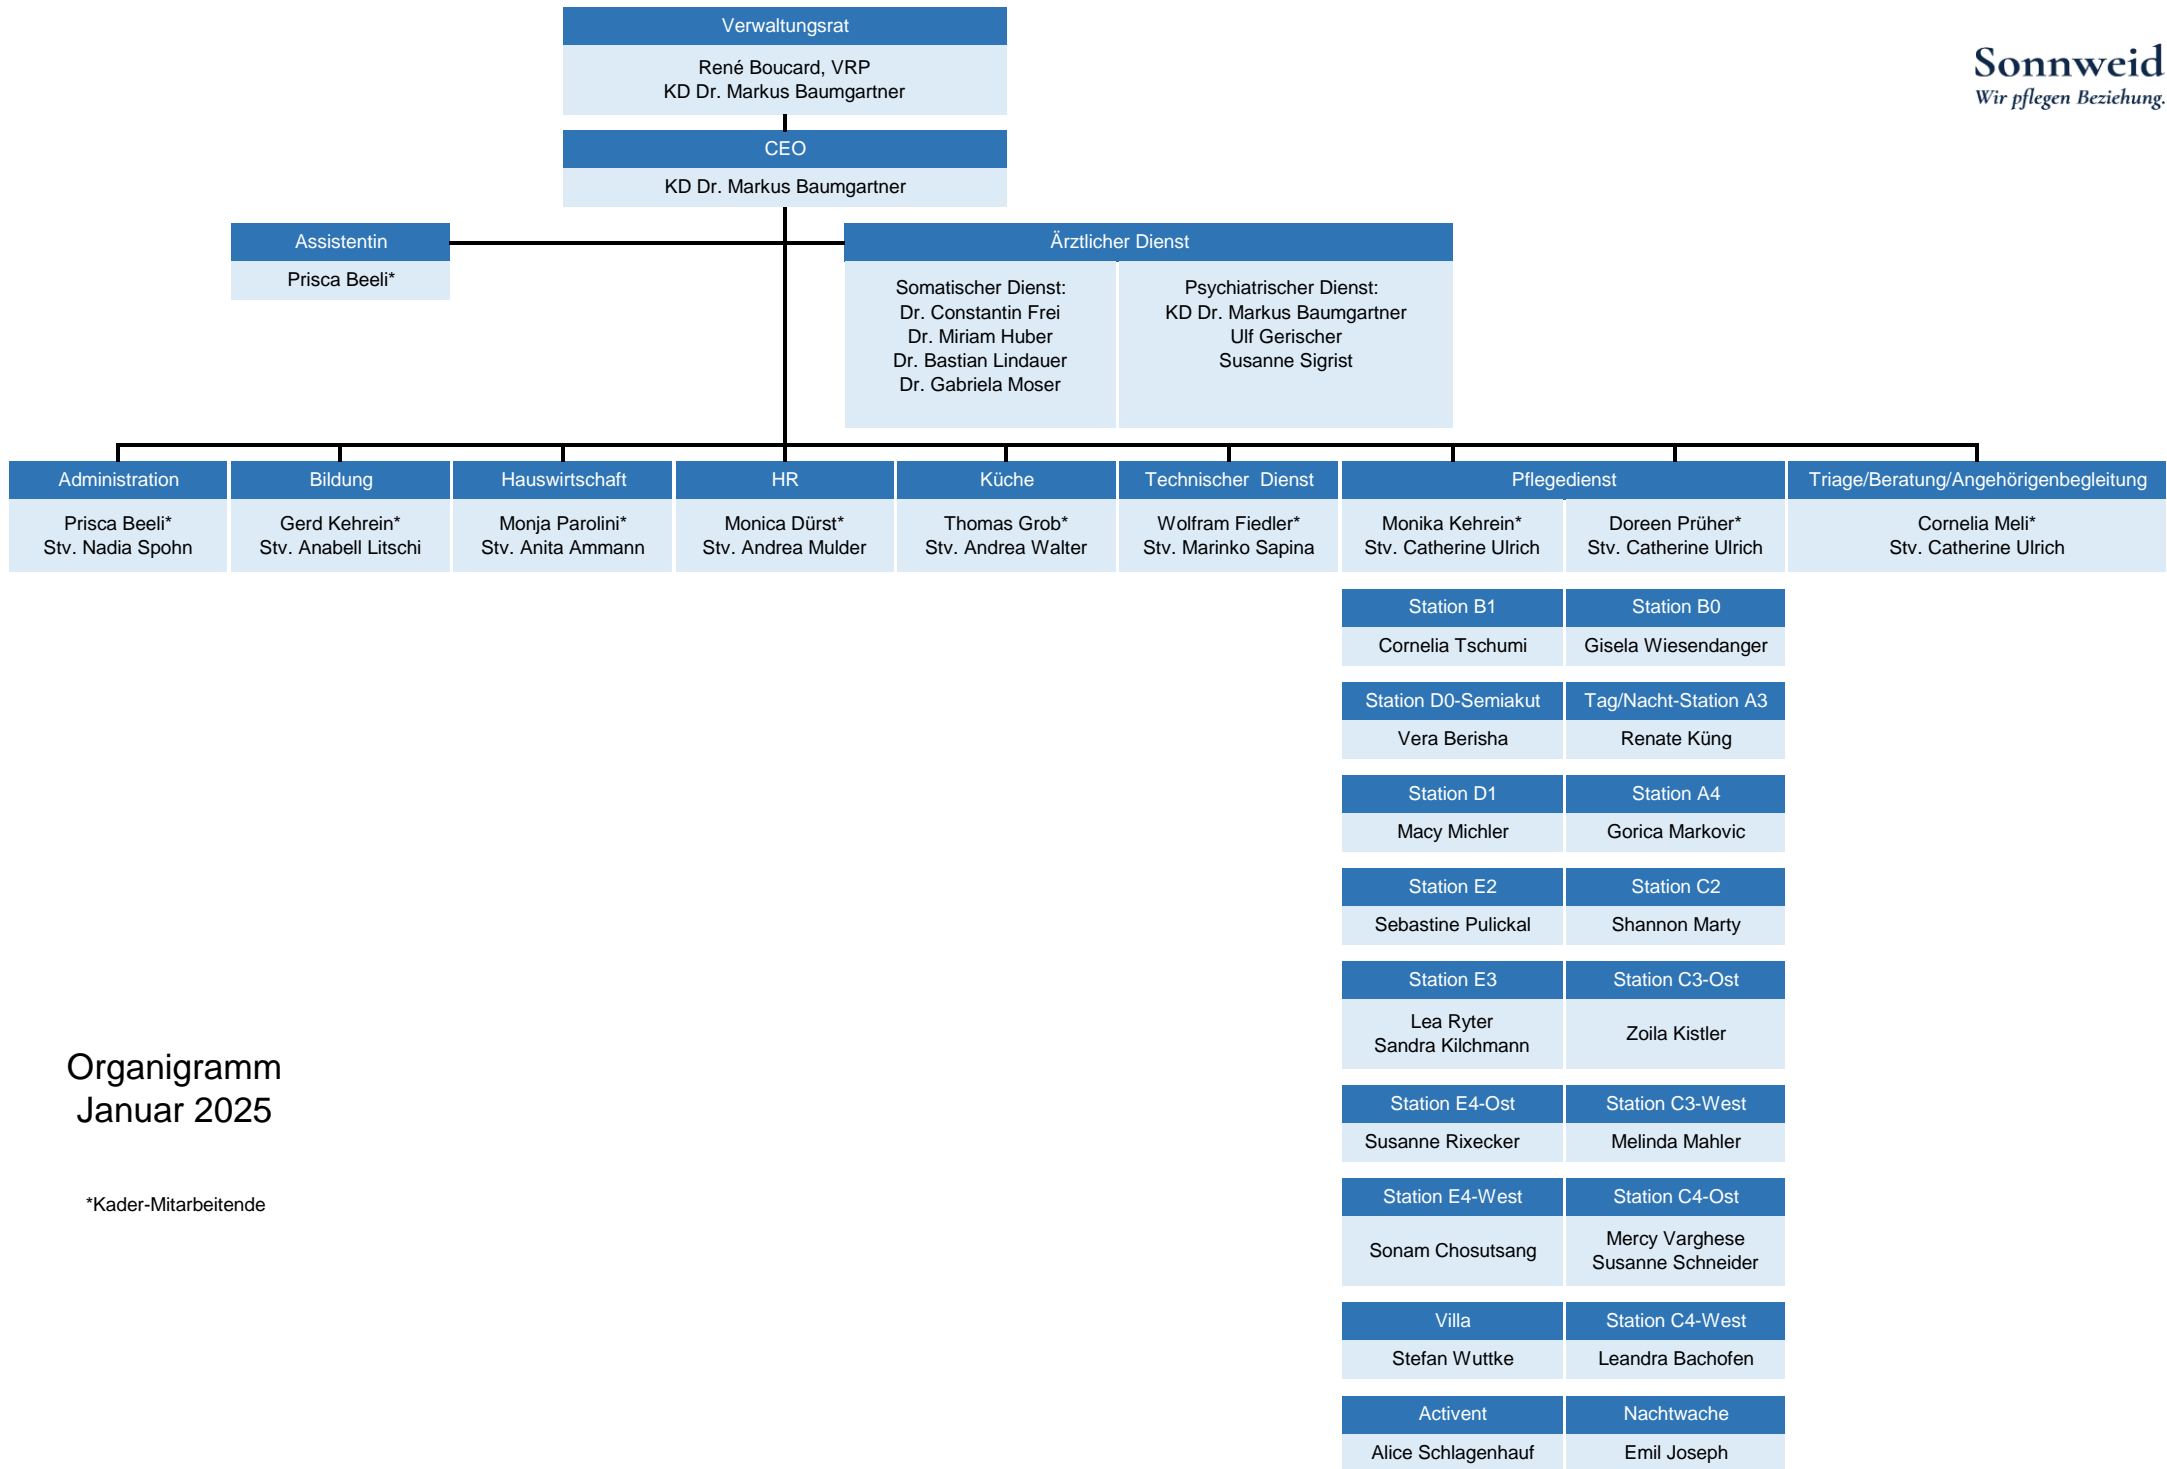 Verwaltungsrat
René Boucard, VRP
KD Dr. Markus Baumgartner
Sonnweid
Wir pflegen Beziehung.
CEO
KD Dr. Markus Baumgartner
Assistentin
Prisca Beeli*
Ärztlicher Dienst
Somatischer Dienst:
Dr. Constantin Frei
Dr. Miriam Huber
Dr. Bastian Lindauer
Dr. Gabriela Moser
Psychiatrischer Dienst:
KD Dr. Markus Baumgartner
Ulf Gerischer
Susanne Sigrist
Administration
Prisca Beeli*
Stv. Nadia Spohn
Bildung
Gerd Kehrein*
Stv. Anabell Litschi
Hauswirtschaft
Monja Parolini*
Stv. Anita Ammann
HR
Monica Dürst*
Stv. Andrea Mulder
Küche
Thomas Grob*
Stv. Andrea Walter
Technischer Dienst
Wolfram Fiedler*
Stv. Marinko Sapina
Pflegedienst
Monika Kehrein*
Stv. Catherine Ulrich
Doreen Prüher*
Stv. Catherine Ulrich
Triage/Beratung/Angehörigenbegleitung
Cornelia Meli*
Stv. Catherine Ulrich
Station B1
Cornelia Tschumi
Station B0
Gisela Wiesendanger
Station D0-Semiakut
Vera Berisha
Tag/Nacht-Station A3
Renate Küng
Station D1
Macy Michler
Station A4
Gorica Markovic
Station E2
Sebastine Pulickal
Station C2
Shannon Marty
Station E3
Lea Ryter
Sandra Kilchmann
Station C3-Ost
Zoila Kistler
Station E4-Ost
Susanne Rixecker
Station C3-West
Melinda Mahler
Station E4-West
Sonam Chosutsang
Station C4-Ost
Mercy Varghese
Susanne Schneider
Villa
Stefan Wuttke
Station C4-West
Leandra Bachofen
Activent
Alice Schlagenhauf
Nachtwache
Emil Joseph
Organigramm
Januar 2025
*Kader-Mitarbeitende